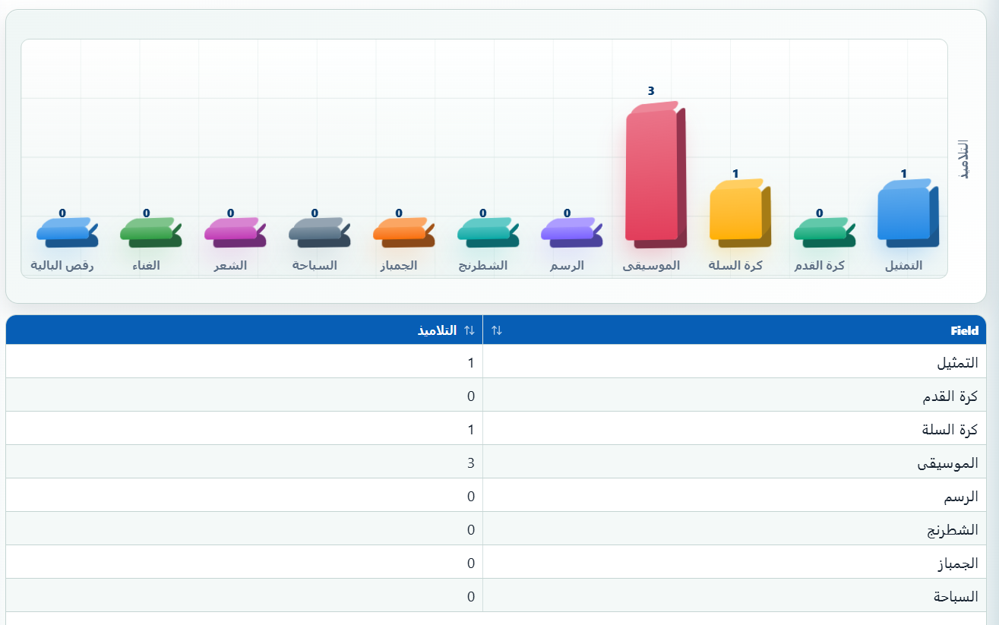 3
1
1
0
0
0
0
0
0
0
0
التلاميذ
التمثيل
كرة القدم
كرة السلة
الموسيقى
الرسم
الشطرنج
الجمباز
السباحة
الشعر
الغناء
رقص البالية
Field ⇅ التلاميذ ⇅
التمثيل 1
كرة القدم 0
كرة السلة 1
الموسيقى 3
الرسم 0
الشطرنج 0
الجمباز 0
السباحة 0